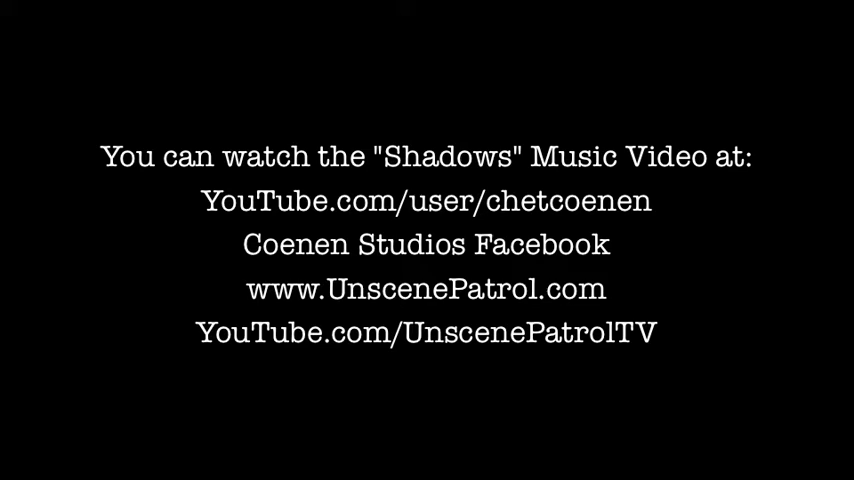 You can watch the "Shadows" Music Video at:
YouTube.com/user/chetcoenen
Coenen Studios Facebook
www.UnscenePatrol.com
YouTube.com/UnscenePatrolTV